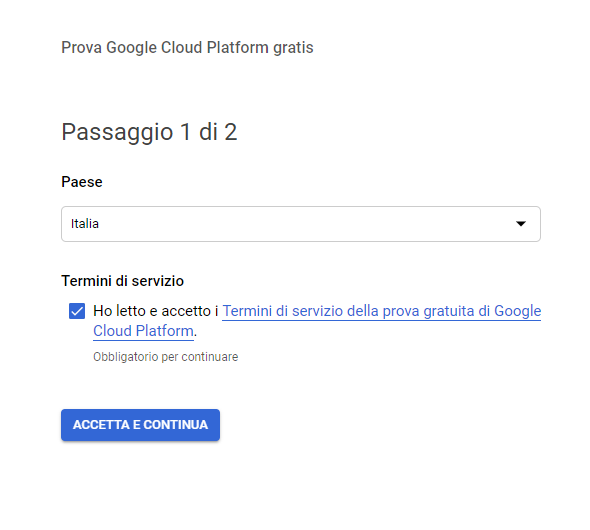 Prova Google Cloud Platform gratis
Passaggio 1 di 2
Paese
Italia
Termini di servizio
Ho letto e accetto i Termini di servizio della prova gratuita di Google
Cloud Platform.
Obbligatorio per continuare
ACCETTA E CONTINUA